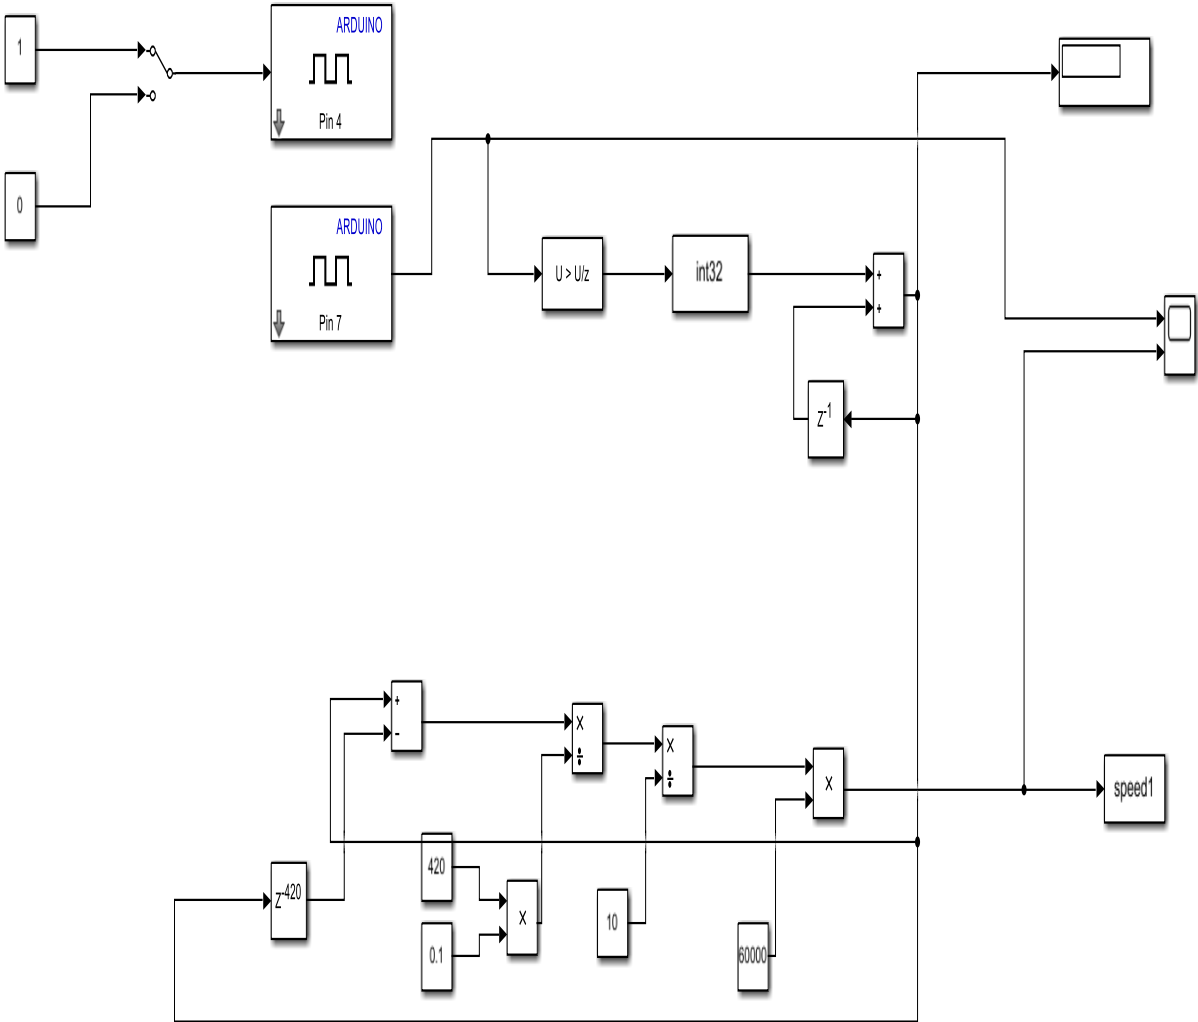 1
ARDUINO
Pin 4
0
ARDUINO
Pin 7
U > U/z
int32
+
+
z-1
+
-
×
÷
×
÷
×
speed1
420
z-420
×
10
0.1
60000